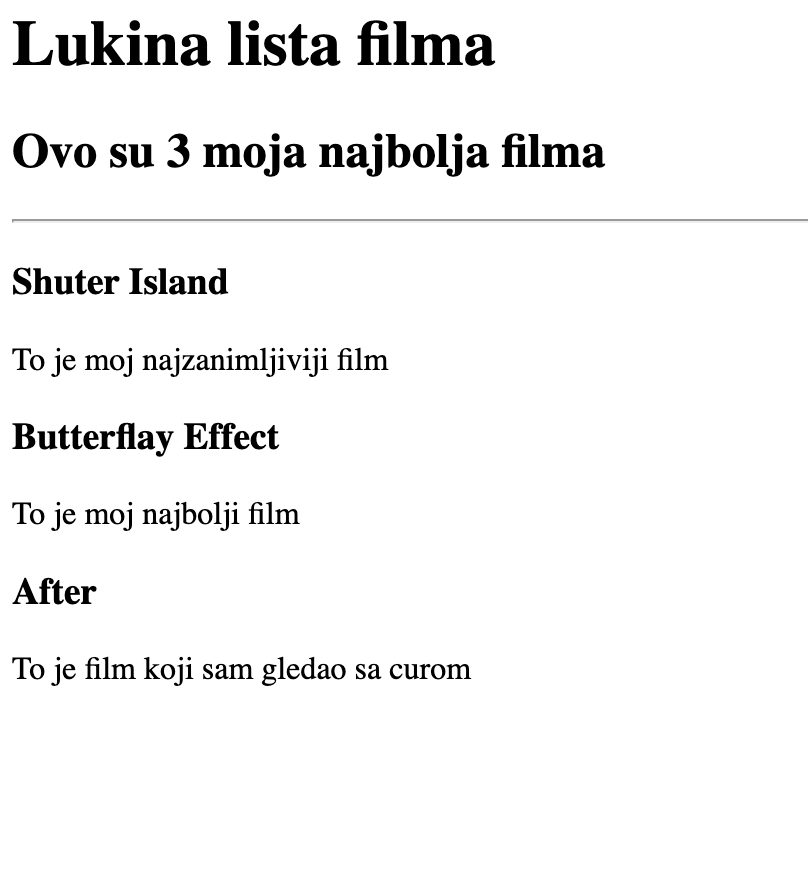 Lukina lista filma
Ovo su 3 moja najbolja filma
Shuter Island
To je moj najzanimljiviji film
Butterflay Effect
To je moj najbolji film
After
To je film koji sam gledao sa curom